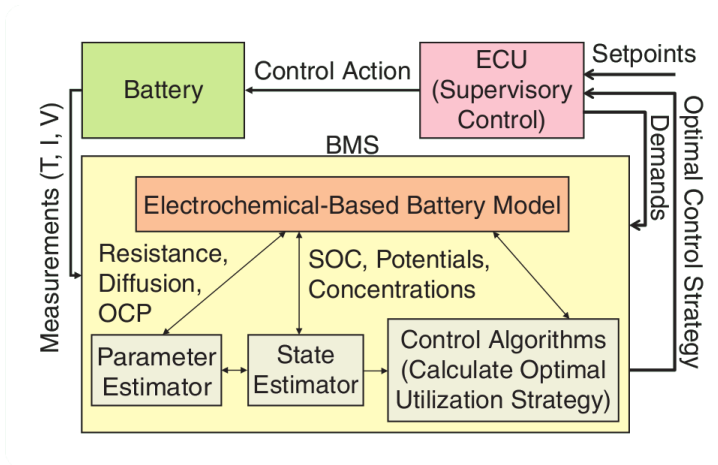 Battery
Control Action
ECU
(Supervisory
Control)
Setpoints
Measurements (T, I, V)
BMS
Demands
Optimal Control Strategy
Electrochemical-Based Battery Model
Resistance,
Diffusion,
OCP
SOC, Potentials,
Concentrations
Parameter
Estimator
State
Estimator
Control Algorithms
(Calculate Optimal
Utilization Strategy)